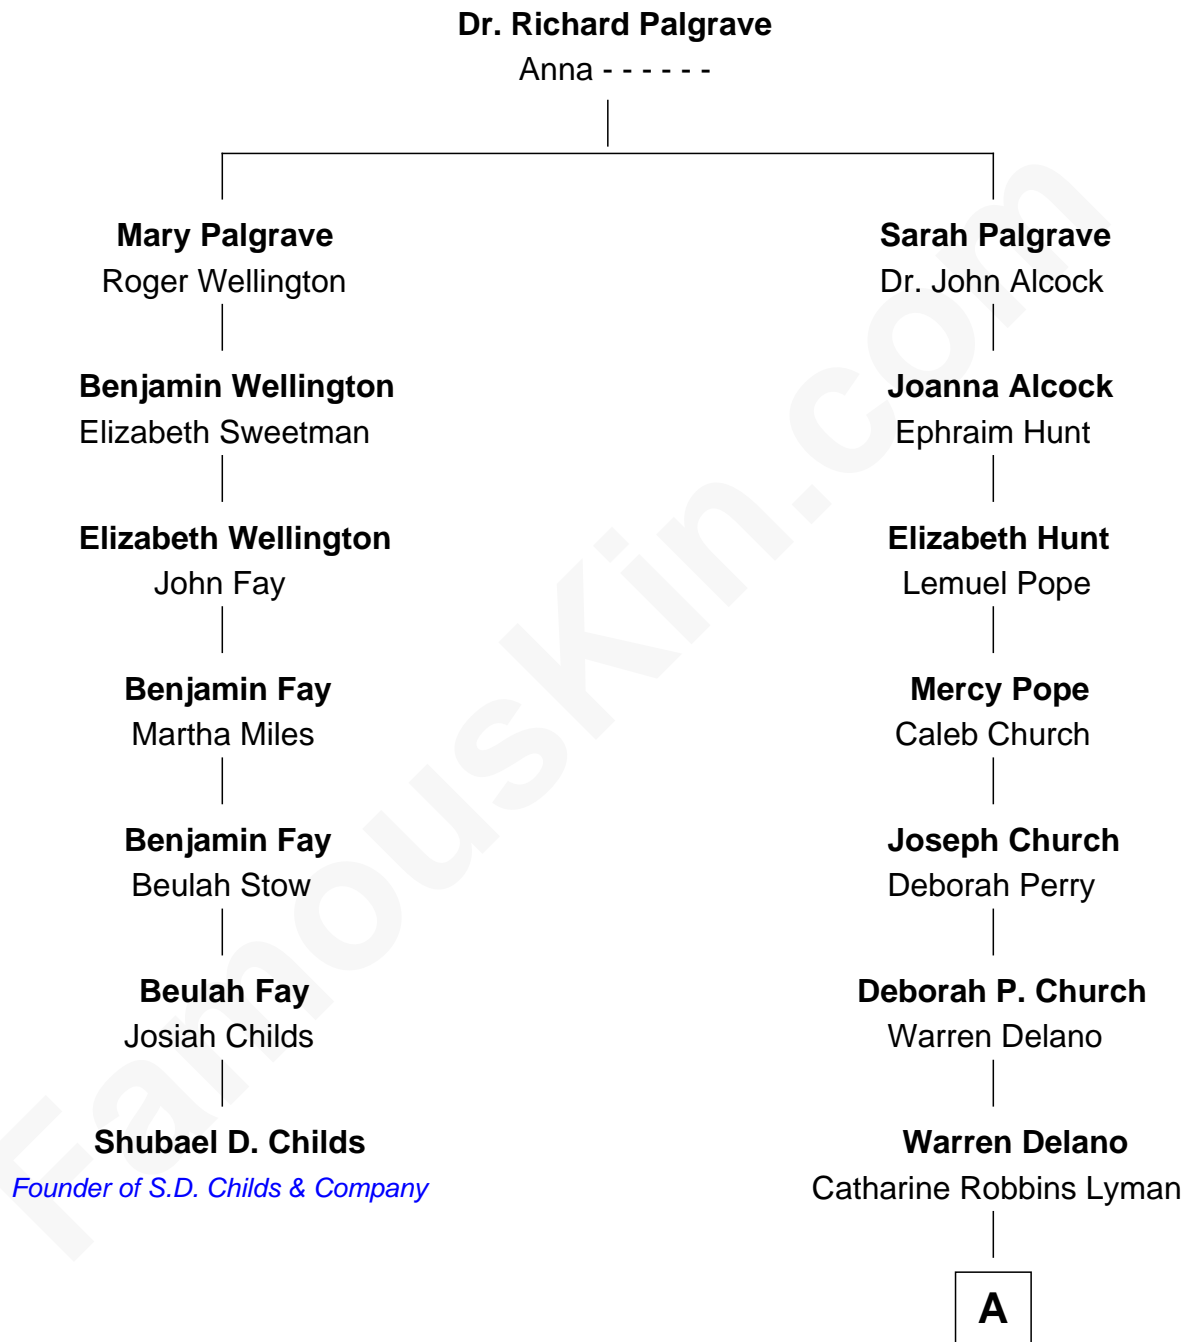 Dr. Richard Palgrave
Anna - - - - - -
Mary Palgrave
Roger Wellington
Sarah Palgrave
Dr. John Alcock
Benjamin Wellington
Elizabeth Sweetman
Joanna Alcock
Ephraim Hunt
Elizabeth Wellington
John Fay
Elizabeth Hunt
Lemuel Pope
Benjamin Fay
Martha Miles
Mercy Pope
Caleb Church
Benjamin Fay
Beulah Stow
Joseph Church
Deborah Perry
Beulah Fay
Josiah Childs
Deborah P. Church
Warren Delano
Shubael D. Childs
Founder of S.D. Childs & Company
Warren Delano
Catharine Robbins Lyman
A
FamousKin.com